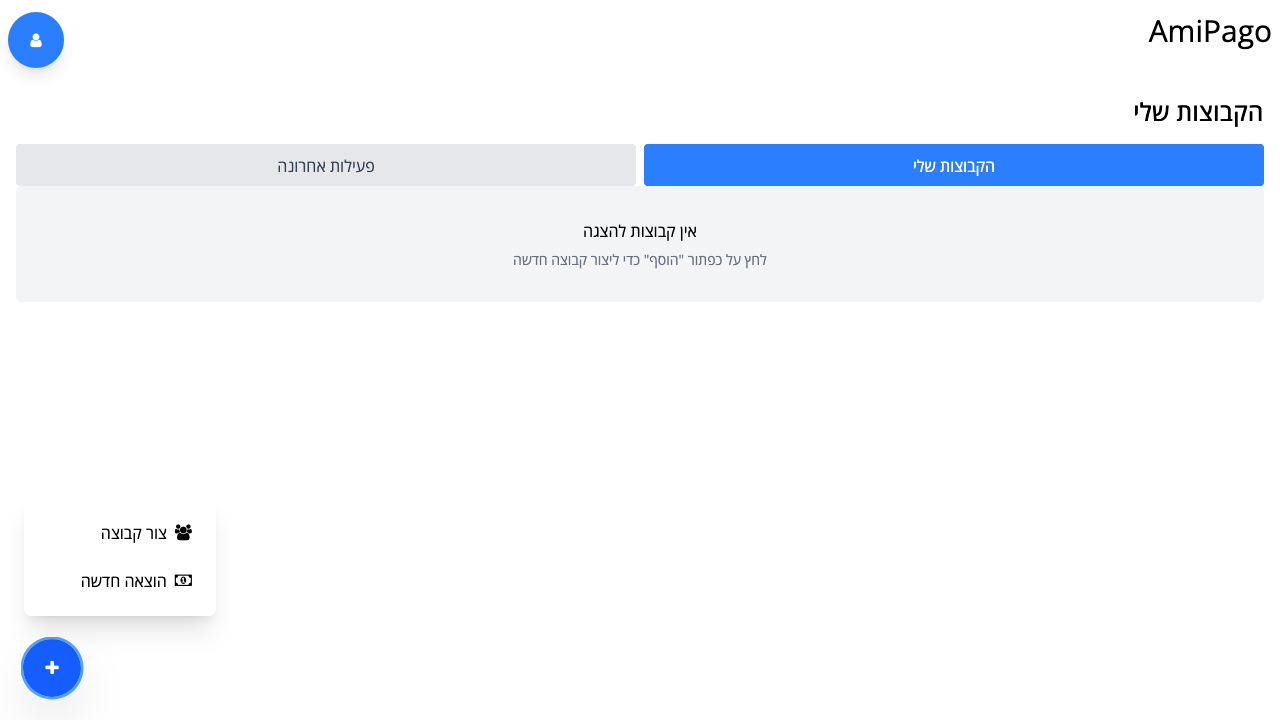 AmiPago
הקבוצות שלי
הקבוצות שלי
פעילות אחרונה
אין קבוצות להצגה
לחץ על כפתור "הוסף" כדי ליצור קבוצה חדשה
צור קבוצה
הוצאה חדשה